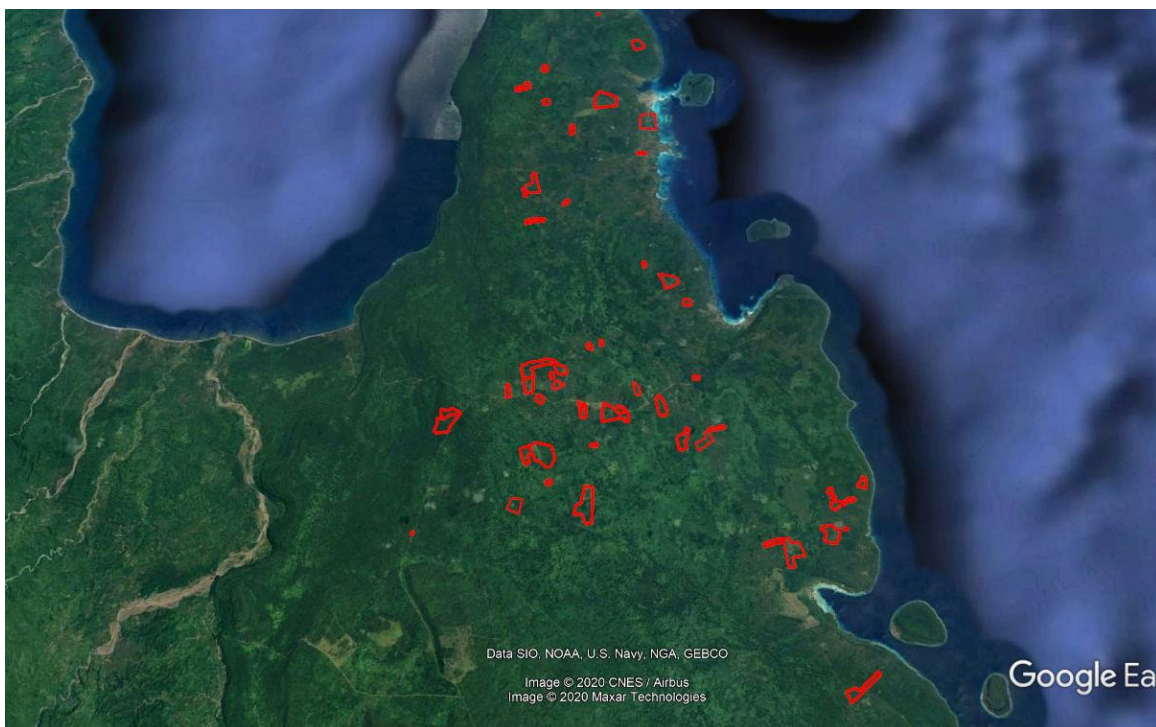 Data SIO, NOAA, U.S. Navy, NGA, GEBCO
Image © 2020 CNES / Airbus
Image © 2020 Maxar Technologies
Google Ea